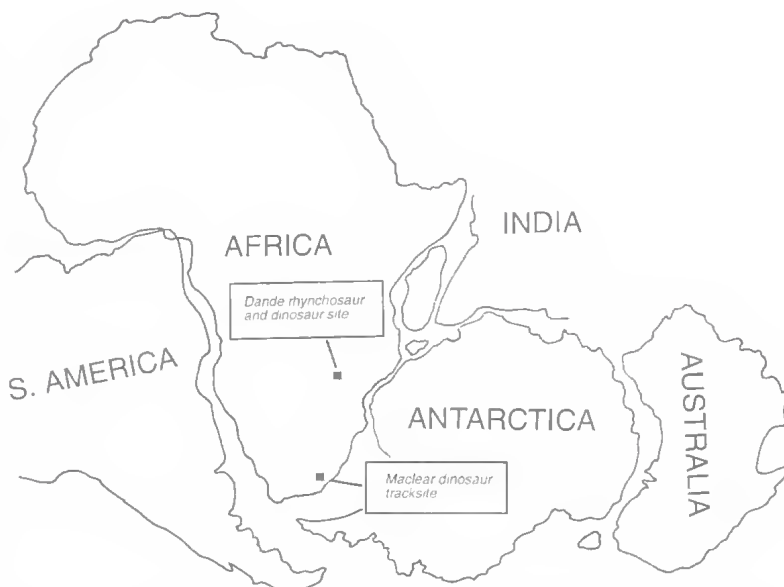 INDIA
AFRICA
Dande rhynchosaur
and dinosaur site
S. AMERICA
AUSTRALIA
ANTARCTICA
Maclear dinosaur
tracksite